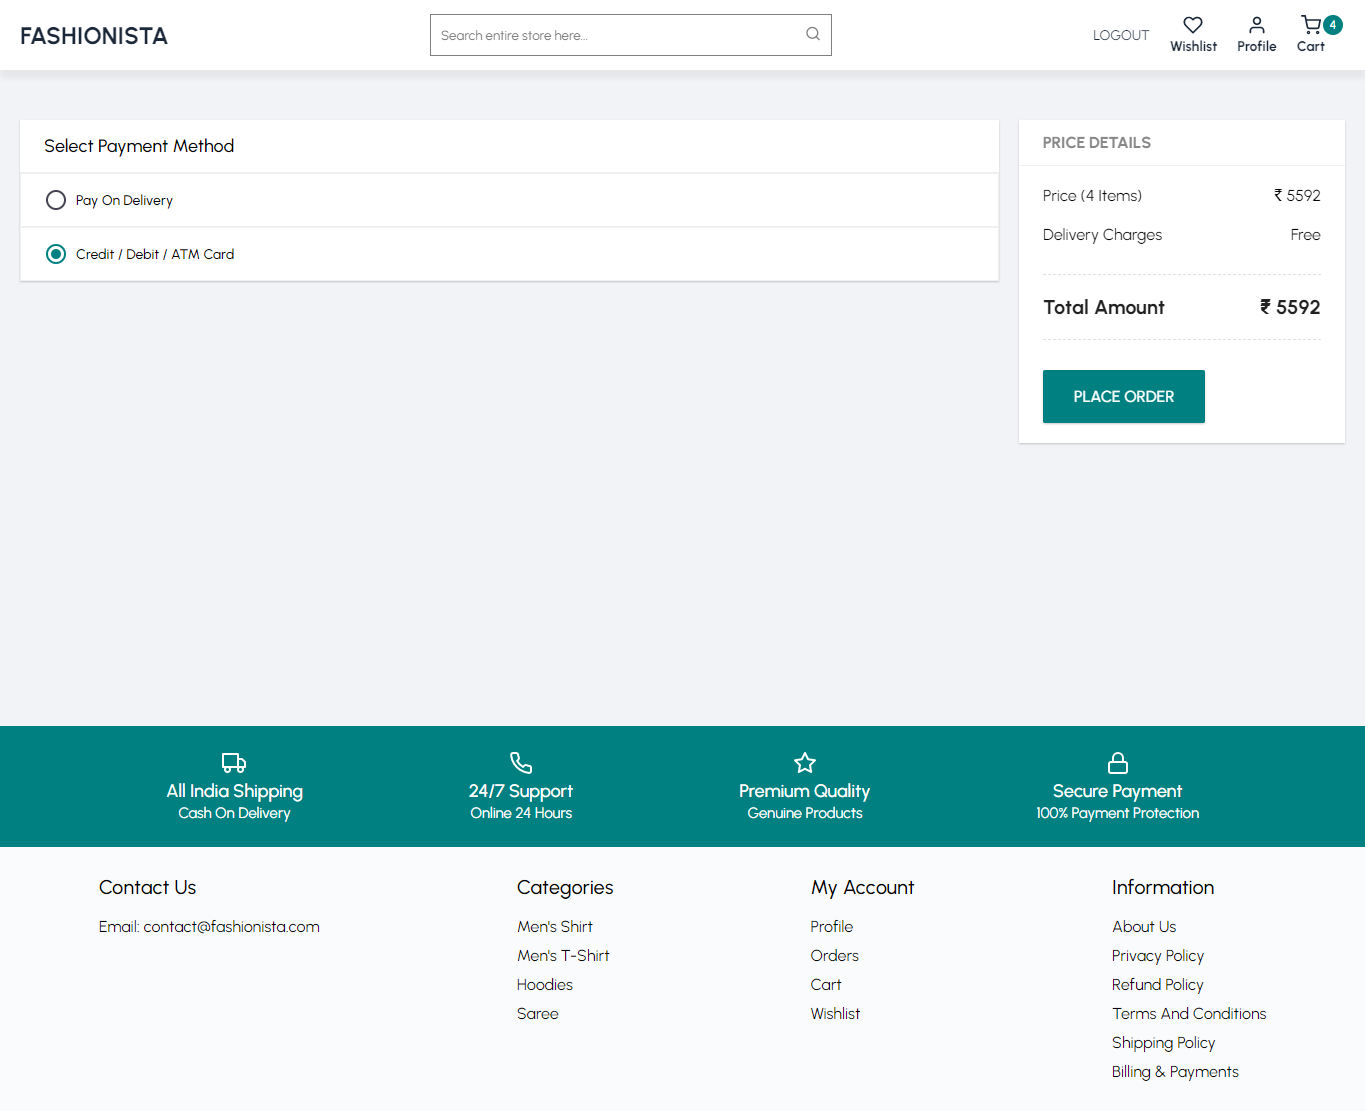 FASHIONISTA
Search entire store here...
LOGOUT
Wishlist
Profile
Cart
4
Select Payment Method
Pay On Delivery
Credit / Debit / ATM Card
PRICE DETAILS
Price (4 Items) ₹ 5592
Delivery Charges Free
Total Amount ₹ 5592
PLACE ORDER
All India Shipping
Cash On Delivery
24/7 Support
Online 24 Hours
Premium Quality
Genuine Products
Secure Payment
100% Payment Protection
Contact Us
Email: contact@fashionista.com
Categories
Men's Shirt
Men's T-Shirt
Hoodies
Saree
My Account
Profile
Orders
Cart
Wishlist
Information
About Us
Privacy Policy
Refund Policy
Terms And Conditions
Shipping Policy
Billing & Payments